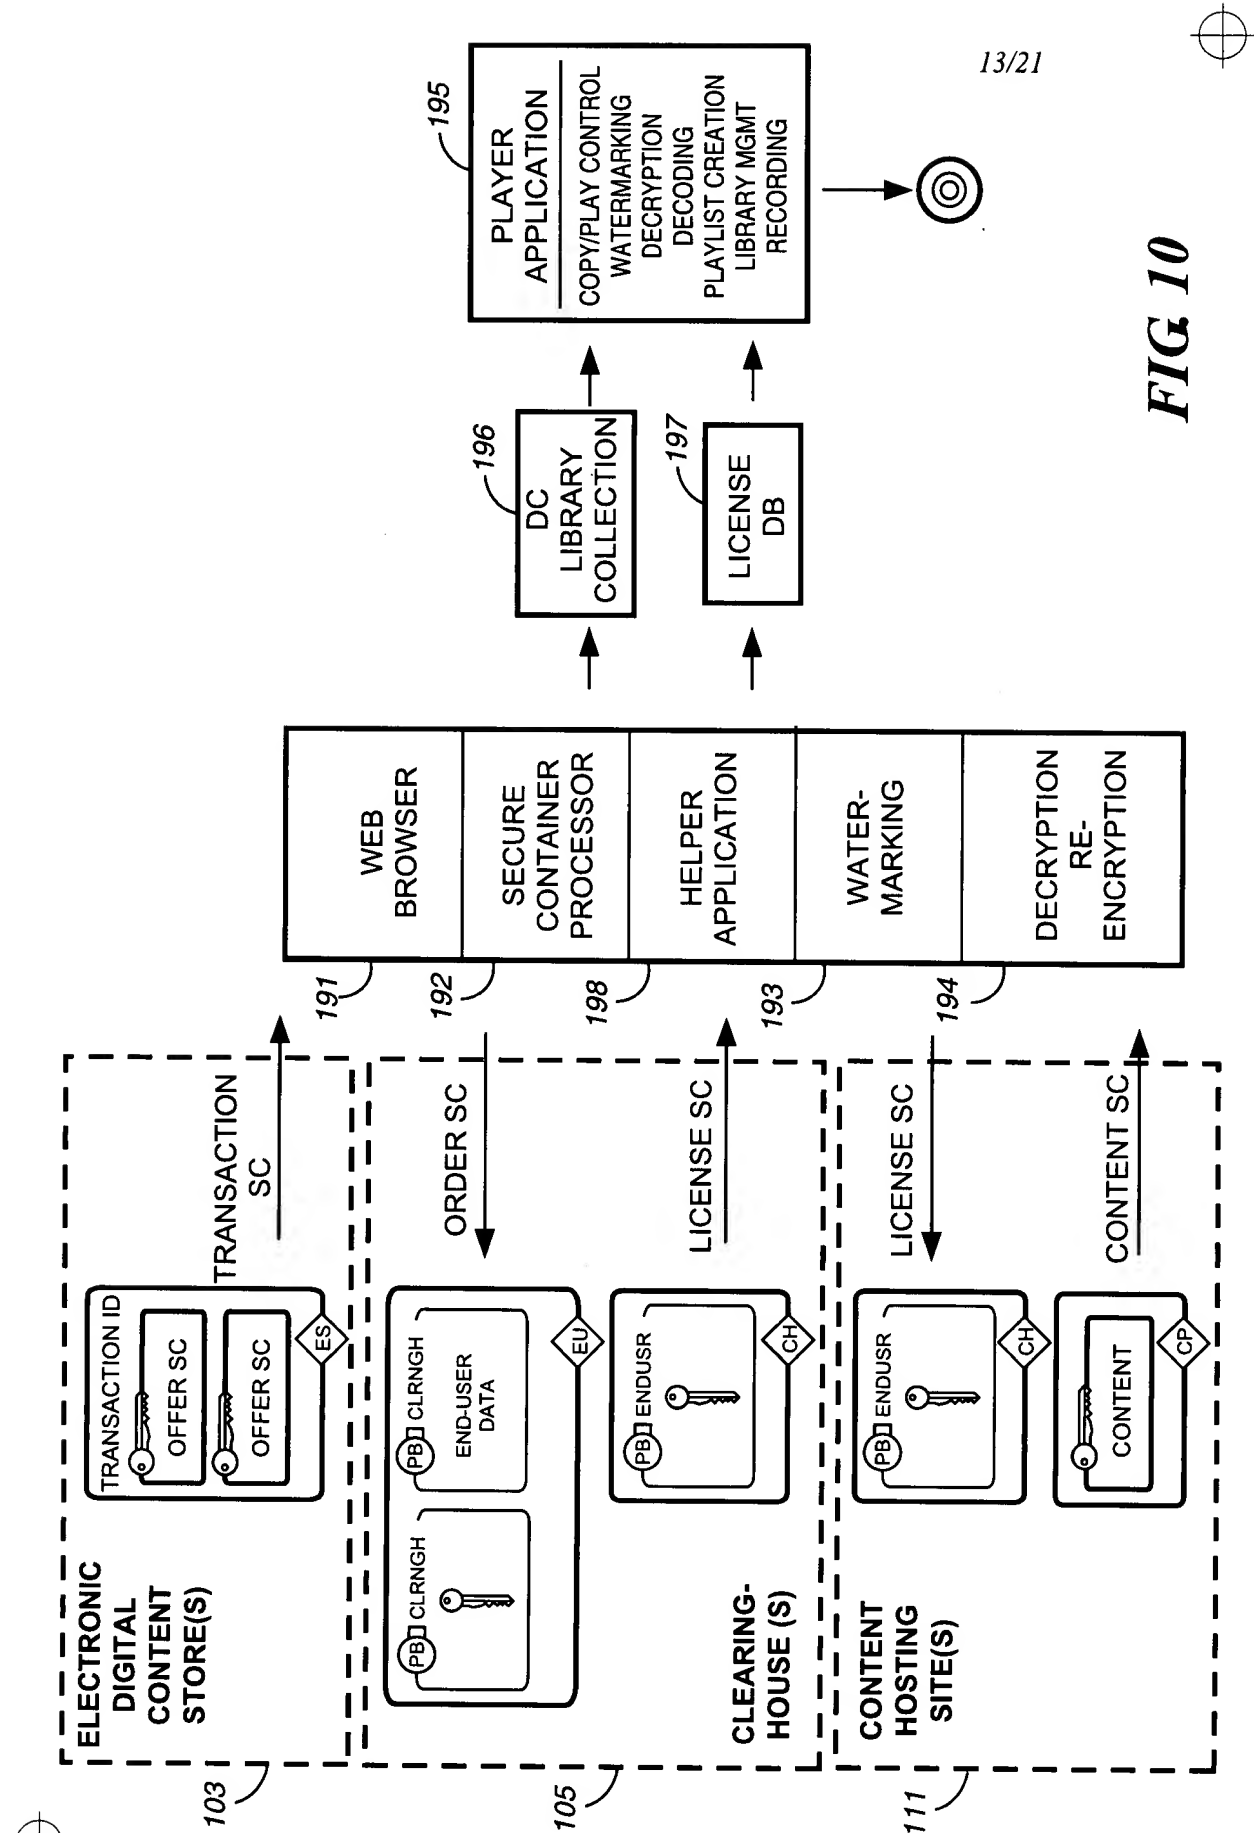 13/21
ELECTRONIC
DIGITAL
CONTENT
STORE(S)
103
TRANSACTION ID
OFFER SC
OFFER SC
ES
TRANSACTION
SC
191
WEB
BROWSER
192
SECURE
CONTAINER
PROCESSOR
198
HELPER
APPLICATION
193
WATER-
MARKING
194
DECRYPTION
RE-
ENCRYPTION
PB CLRNGH
PB CLRNGH
END-USER
DATA
EU
ORDER SC
CLEARING-
HOUSE (S)
105
PB ENDUSR
CH
LICENSE SC
CONTENT
HOSTING
SITE(S)
111
PB ENDUSR
CH
LICENSE SC
CONTENT
CP
CONTENT SC
196
DC
LIBRARY
COLLECTION
197
LICENSE
DB
195
PLAYER
APPLICATION
COPY/PLAY CONTROL
WATERMARKING
DECRYPTION
DECODING
PLAYLIST CREATION
LIBRARY MGMT
RECORDING
FIG. 10